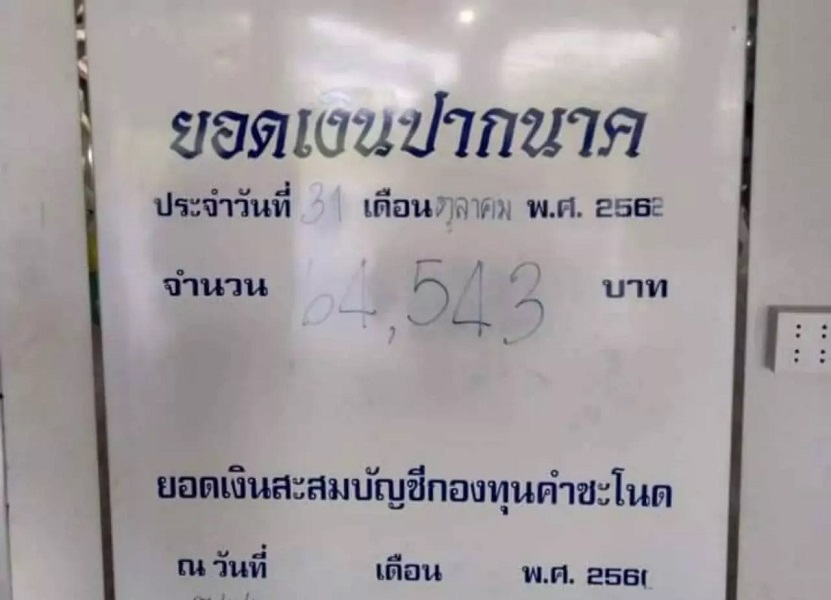 ยอดเงินปากนาค
ประจำวันที่ 31 เดือนตุลาคม พ.ศ. 2562
จำนวน 64,543 บาท
ยอดเงินสะสมบัญชีกองทุนคำชะโนด
ณ วันที่ เดือน พ.ศ.